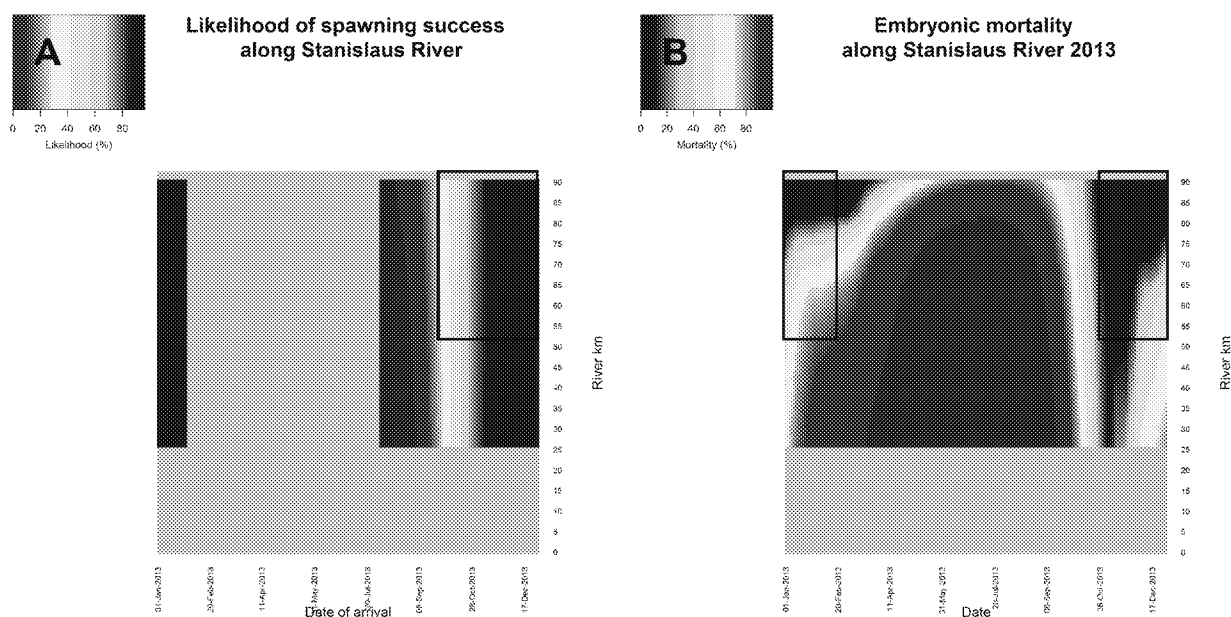 A
Likelihood of spawning success
along Stanislaus River
0 20 40 60 80
Likelihood (%)
90
85
80
75
70
65
60
55
50
45
40
35
30
25
20
15
10
5
0
River km
01-Jan-2013
20-Feb-2013
11-Apr-2013
31-May-2013
20-Jul-2013
08-Sep-2013
28-Oct-2013
17-Dec-2013
Date of arrival
B
Embryonic mortality
along Stanislaus River 2013
0 20 40 60 80
Mortality (%)
90
85
80
75
70
65
60
55
50
45
40
35
30
25
20
15
10
5
0
River km
01-Jan-2013
20-Feb-2013
11-Apr-2013
31-May-2013
20-Jul-2013
08-Sep-2013
28-Oct-2013
17-Dec-2013
Date